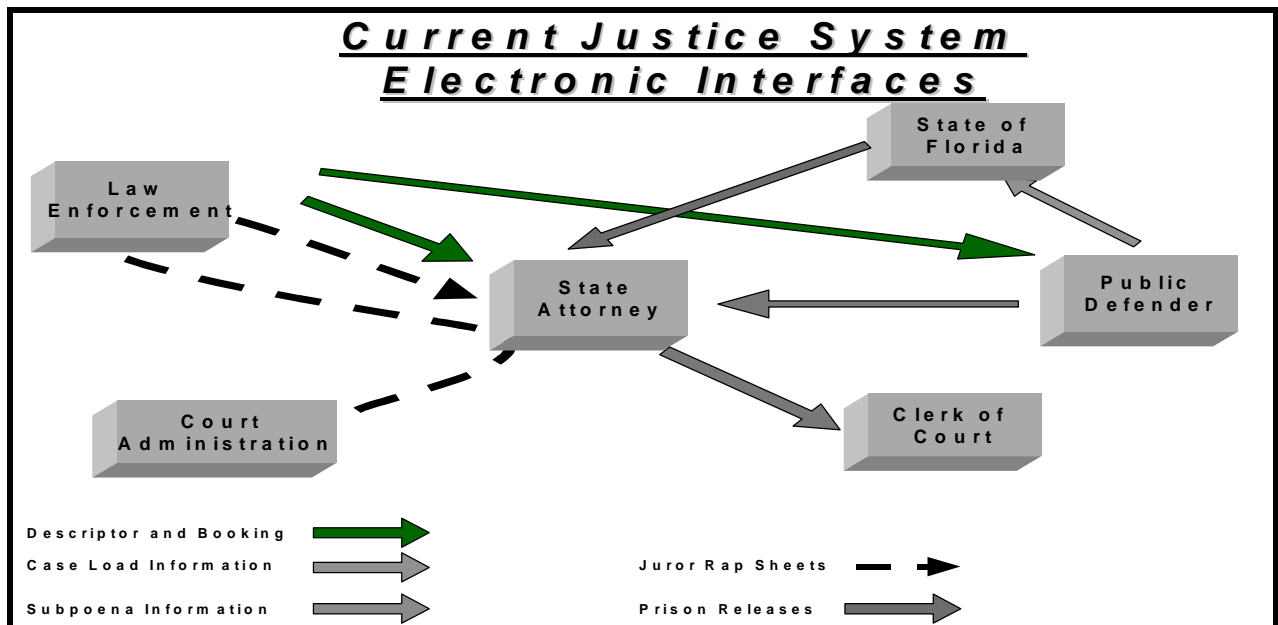 Current Justice System
Electronic Interfaces
State of
Florida
Law
Enforcement
State
Attorney
Public
Defender
Court
Administration
Clerk of
Court
Descriptor and Booking
Case Load Information
Juror Rap Sheets
Subpoena Information
Prison Releases